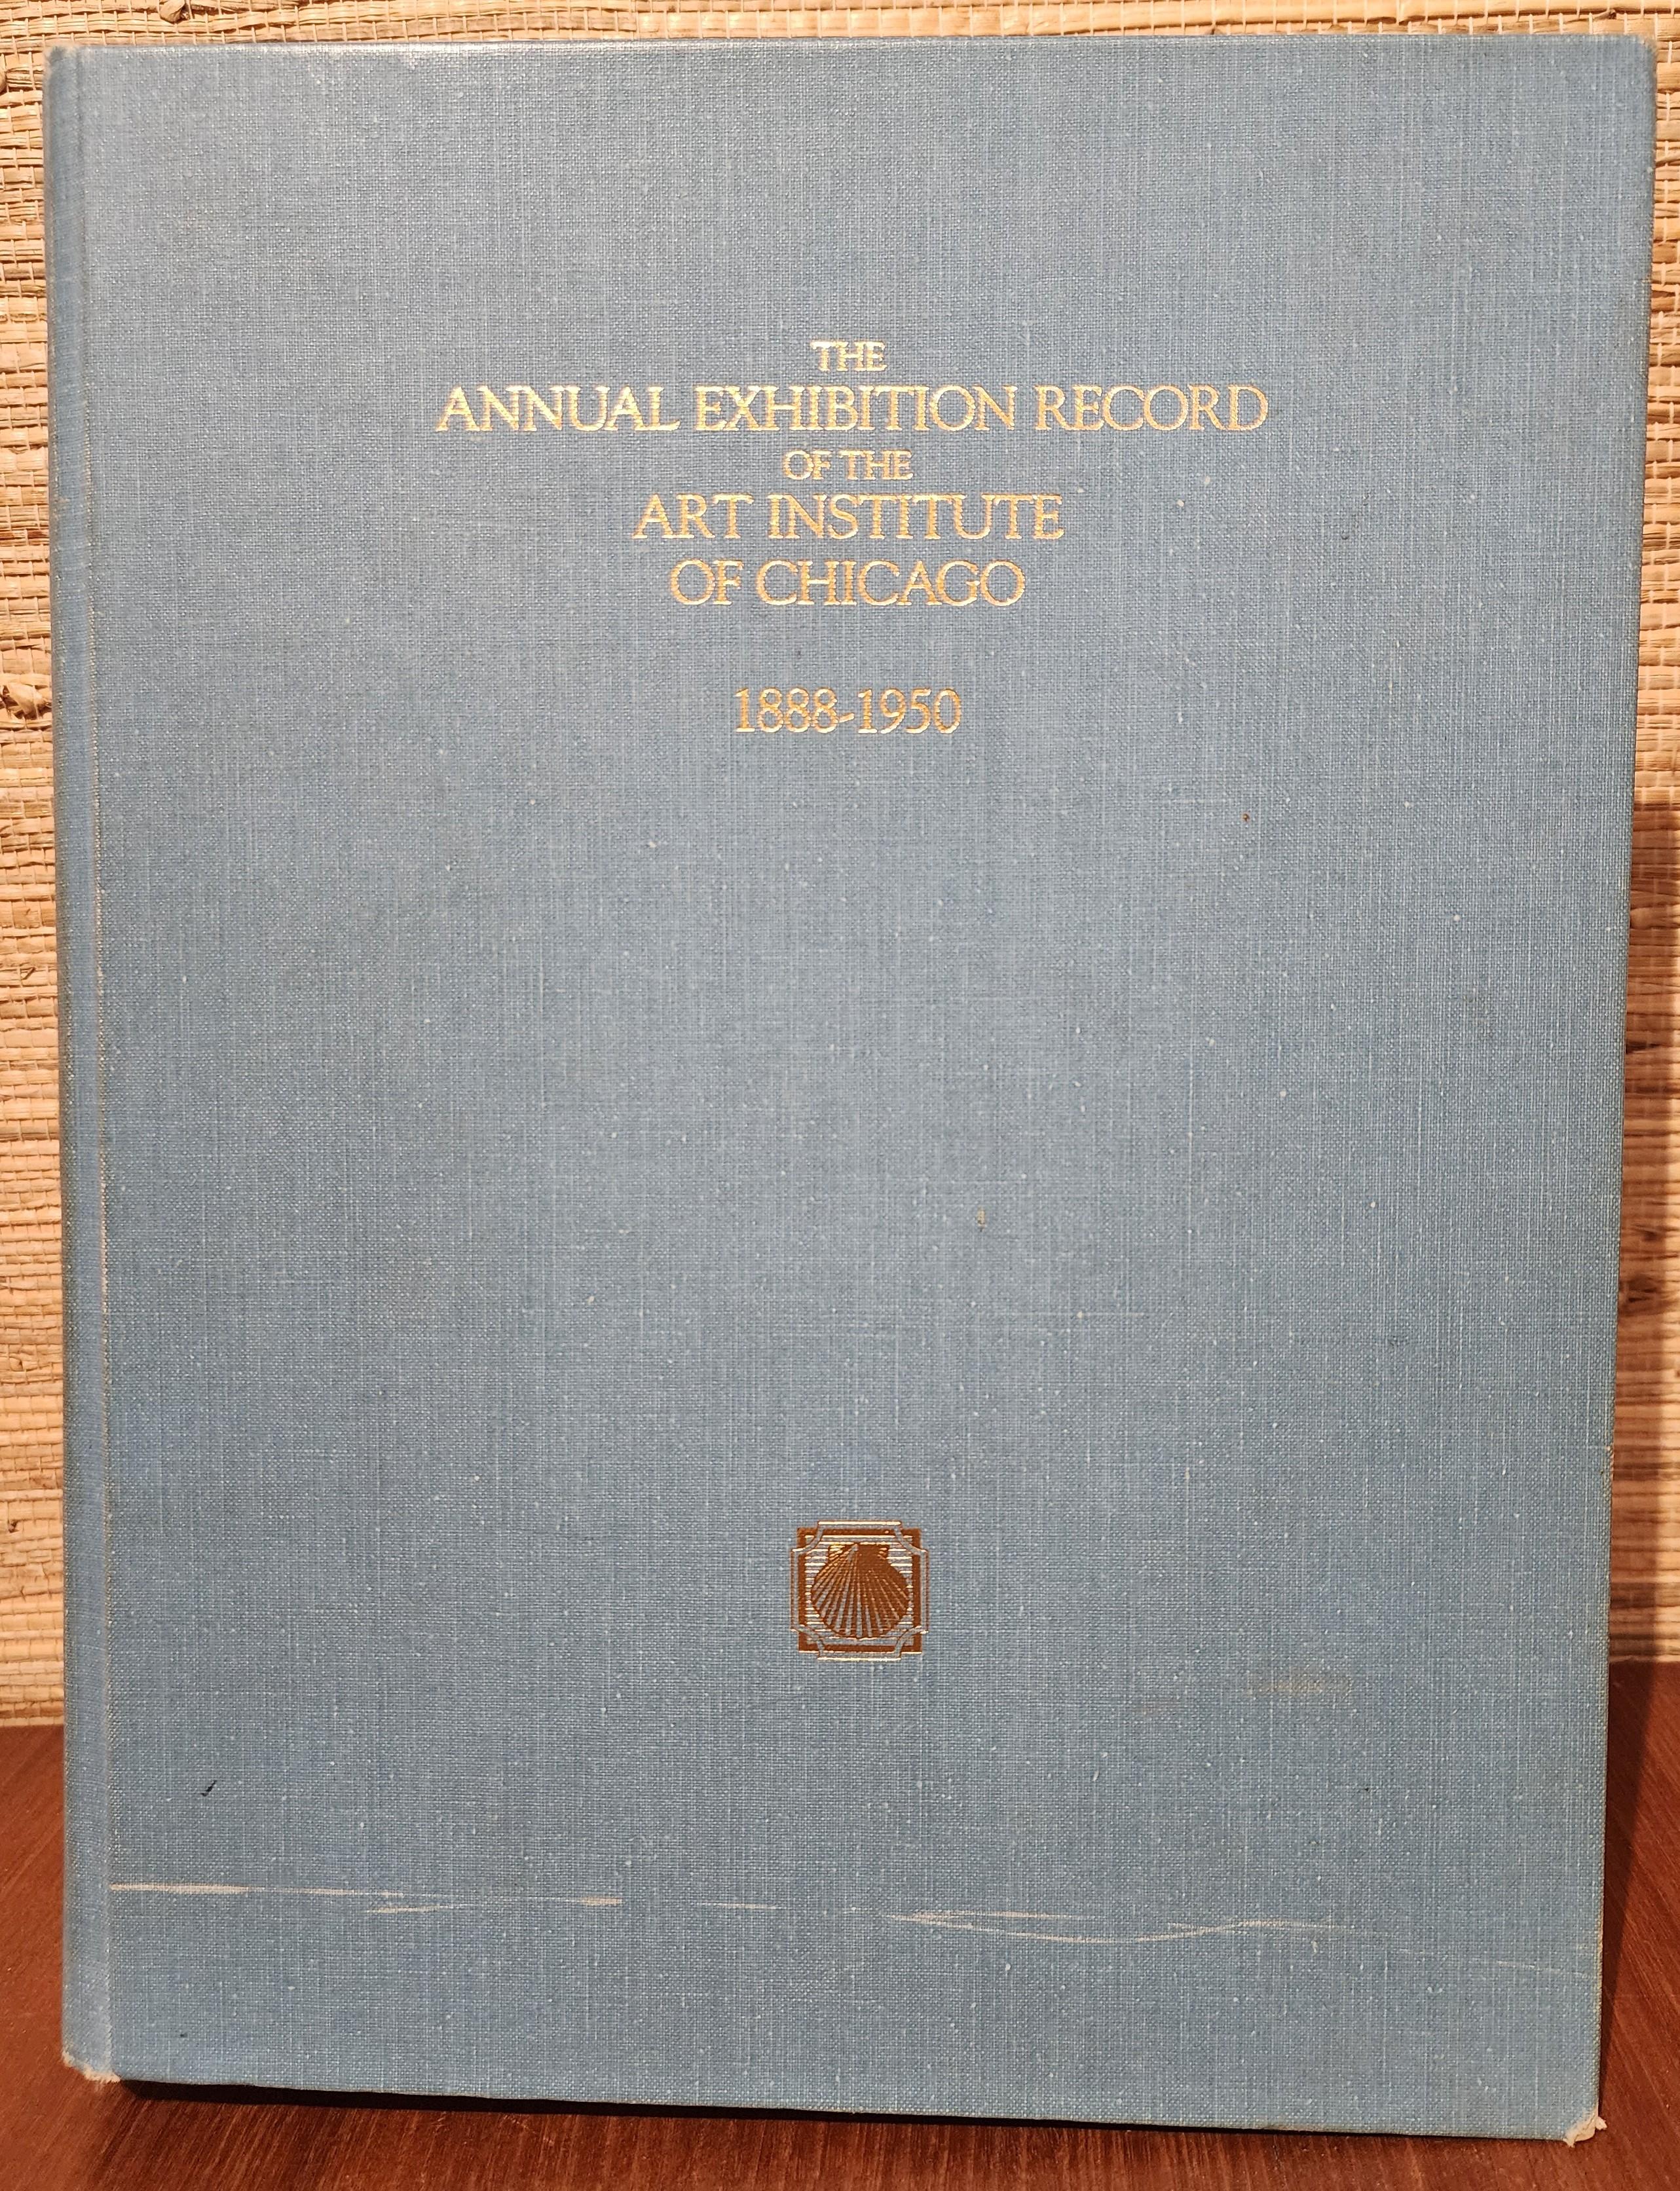 THE
ANNUAL EXHIBITION RECORD
OF THE
ART INSTITUTE
OF CHICAGO
1888-1950